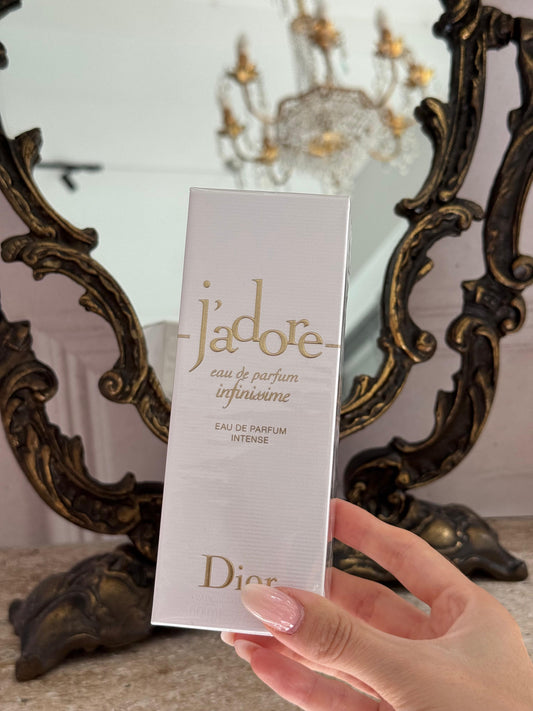 j'adore
eau de parfum
infinissime
EAU DE PARFUM
INTENSE
Dior